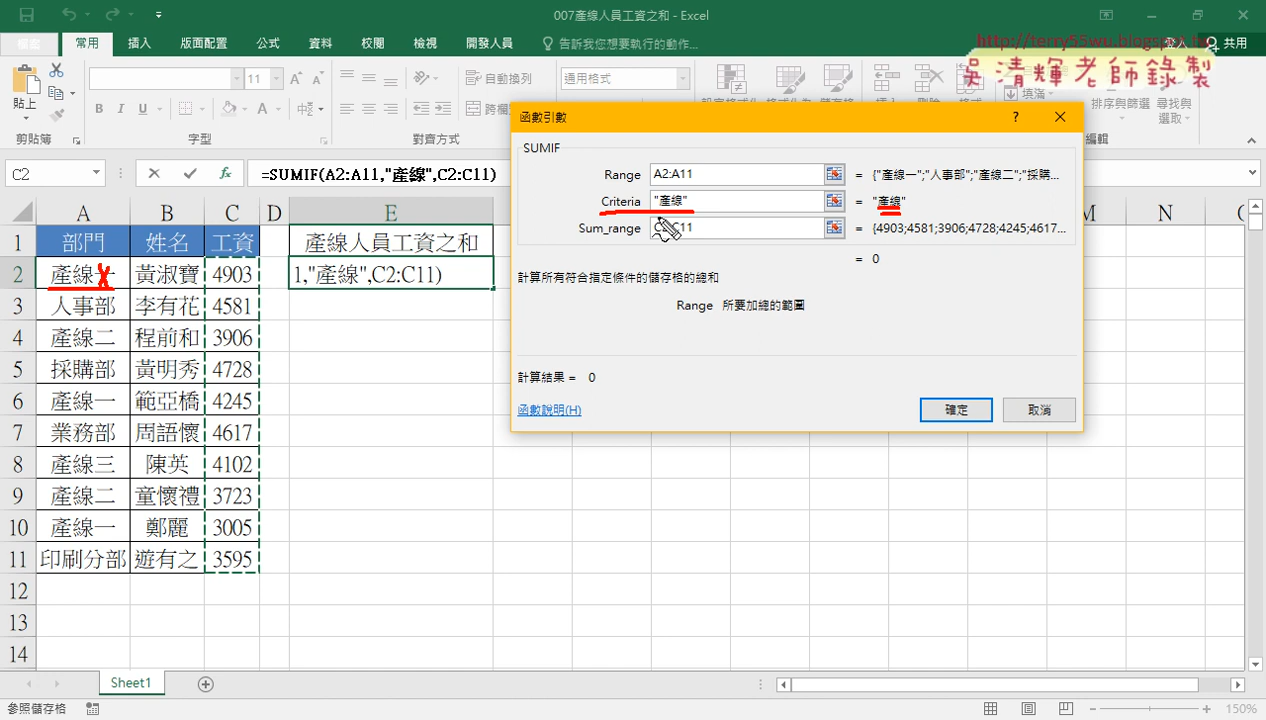 007產線人員工資之和 - Excel
http://terry55wu.blogspot.tw
登入 共用
吳清輝老師錄製
檔案 常用 插入 版面配置 公式 資料 校閱 檢視 開發人員 告訴我您想要執行的動作...
貼上
11
B I U
自動換列
通用格式
填滿
排序與篩選 尋找與選取
剪貼簿 字型 對齊方式 編輯
C2 =SUMIF(A2:A11,"產線",C2:C11)
函數引數 ?
SUMIF
Range A2:A11 = {"產線一";"人事部";"產線二";"採購...
Criteria "產線" = "產線"
Sum_range C2:C11 = {4903;4581;3906;4728;4245;4617...
= 0
計算所有符合指定條件的儲存格的總和
Range 所要加總的範圍
計算結果 = 0
函數說明(H) 確定 取消
A B C D E M N
1 部門 姓名 工資 產線人員工資之和
2 產線一 黃淑寶 4903 1,"產線",C2:C11)
3 人事部 李有花 4581
4 產線二 程前和 3906
5 採購部 黃明秀 4728
6 產線一 範亞橋 4245
7 業務部 周語懷 4617
8 產線三 陳英 4102
9 產線二 童懷禮 3723
10 產線一 鄭麗 3005
11 印刷分部 遊有之 3595
12
13
14
Sheet1
參照儲存格 150%